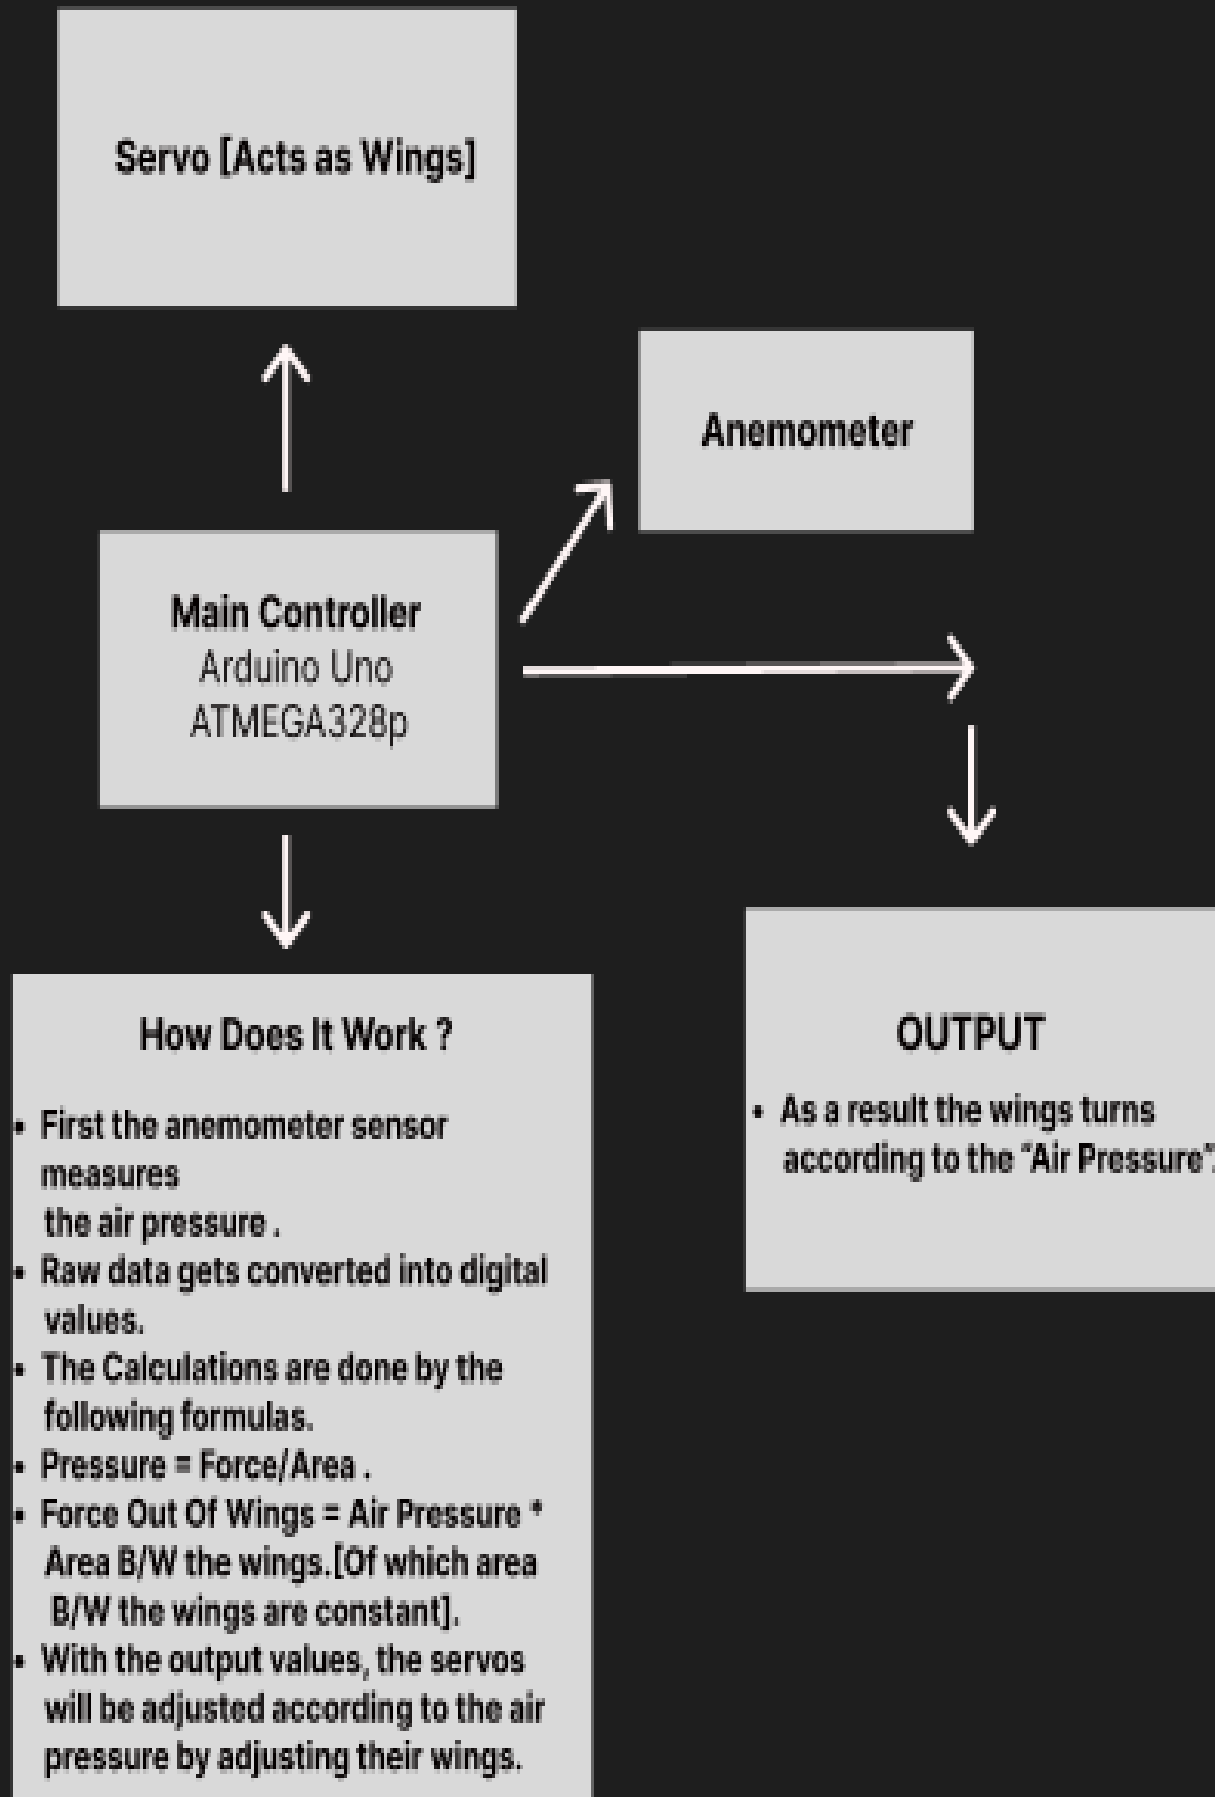 Servo [Acts as Wings]
Anemometer
Main Controller
Arduino Uno
ATMEGA328p
How Does It Work ?
• First the anemometer sensor
measures
the air pressure .
• Raw data gets converted into digital
values.
• The Calculations are done by the
following formulas.
• Pressure = Force/Area .
• Force Out Of Wings = Air Pressure *
Area B/W the wings.[Of which area
B/W the wings are constant].
• With the output values, the servos
will be adjusted according to the air
pressure by adjusting their wings.
OUTPUT
• As a result the wings turns
according to the "Air Pressure".